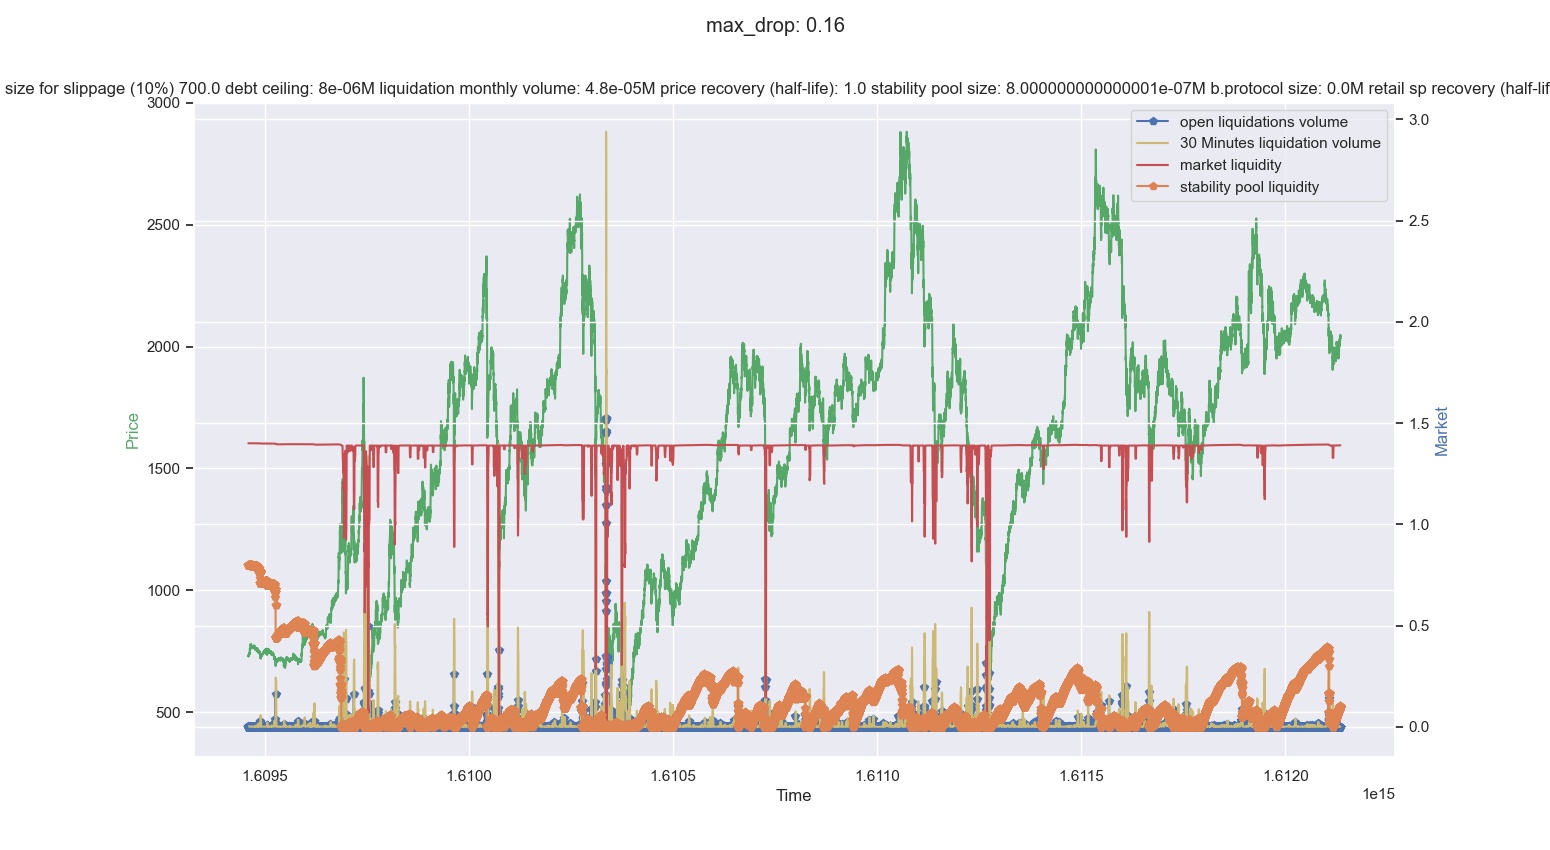 max_drop: 0.16
size for slippage (10%) 700.0 debt ceiling: 8e-06M liquidation monthly volume: 4.8e-05M price recovery (half-life): 1.0 stability pool size: 8.000000000000001e-07M b.protocol size: 0.0M retail sp recovery (half-lif
3000
2500
2000
1500
1000
500
Price
open liquidations volume
30 Minutes liquidation volume
market liquidity
stability pool liquidity
3.0
2.5
2.0
1.5
1.0
0.5
0.0
Market
1.6095
1.6100
1.6105
1.6110
1.6115
1.6120
1e15
Time